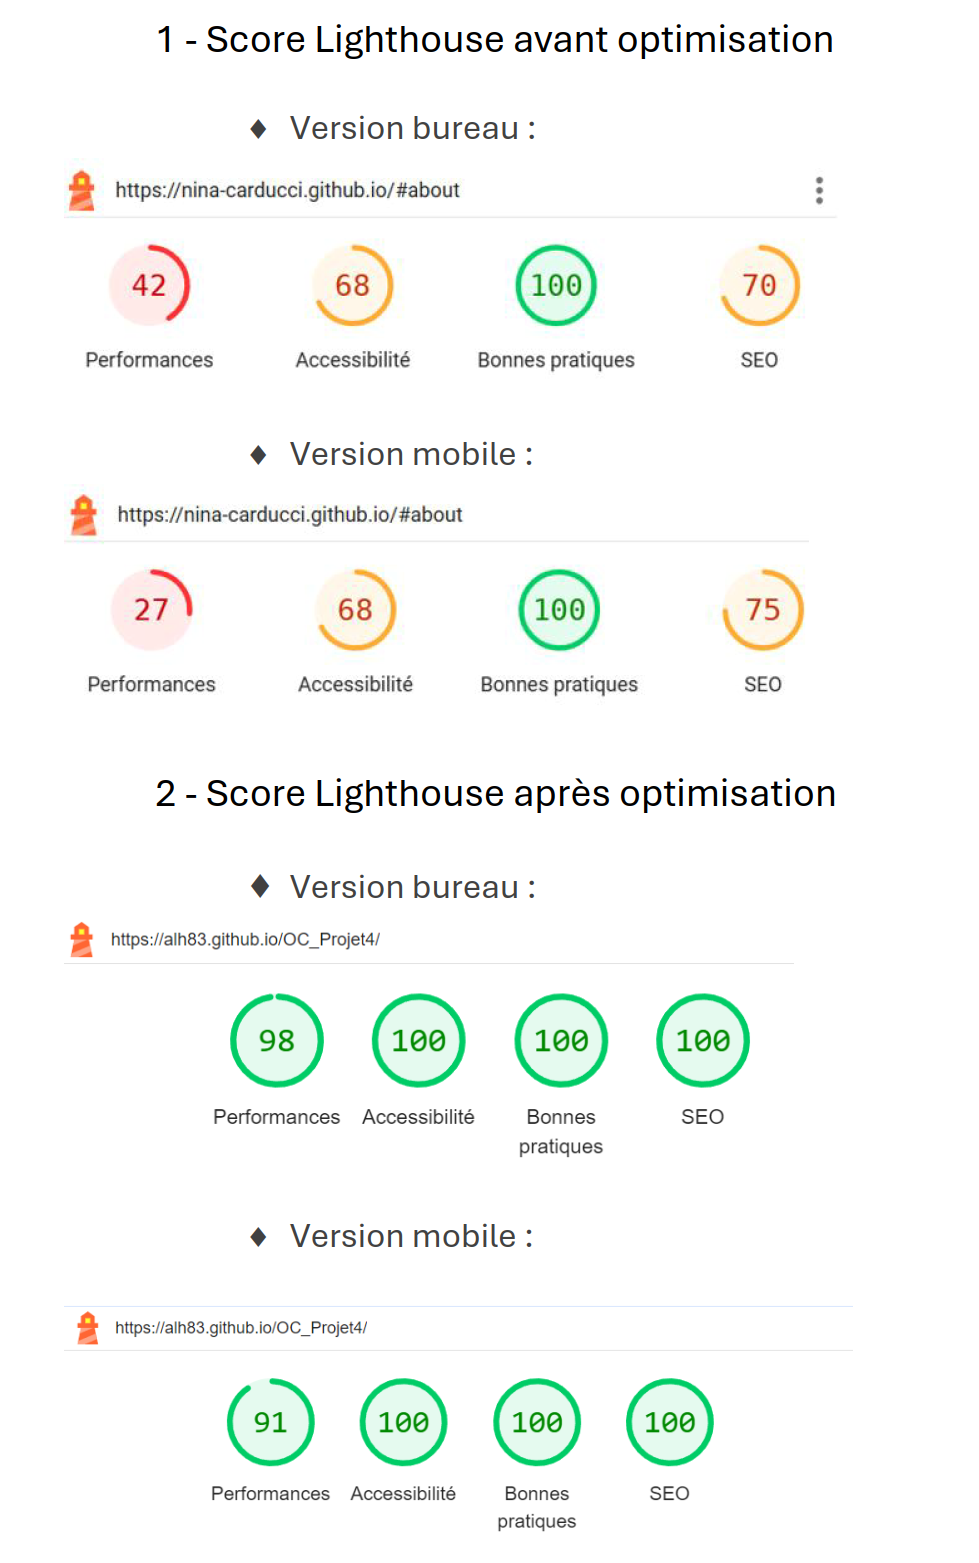 1 - Score Lighthouse avant optimisation
♦ Version bureau :
https://nina-carducci.github.io/#about
42 68 100 70
Performances Accessibilité Bonnes pratiques SEO
♦ Version mobile :
https://nina-carducci.github.io/#about
27 68 100 75
Performances Accessibilité Bonnes pratiques SEO
2 - Score Lighthouse après optimisation
♦ Version bureau :
https://alh83.github.io/OC_Projet4/
98 100 100 100
Performances Accessibilité Bonnes SEO
pratiques
♦ Version mobile :
https://alh83.github.io/OC_Projet4/
91 100 100 100
Performances Accessibilité Bonnes SEO
pratiques